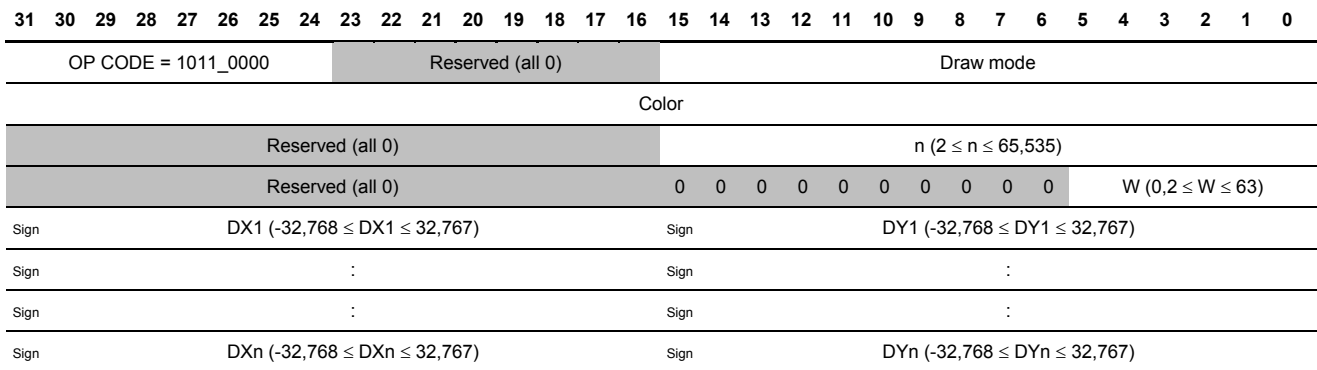 31 30 29 28 27 26 25 24 23 22 21 20 19 18 17 16 15 14 13 12 11 10 9 8 7 6 5 4 3 2 1 0
OP CODE = 1011_0000 Reserved (all 0) Draw mode
Color
Reserved (all 0) n (2 ≤ n ≤ 65,535)
Reserved (all 0) 0 0 0 0 0 0 0 0 0 0 W (0,2 ≤ W ≤ 63)
Sign DX1 (-32,768 ≤ DX1 ≤ 32,767) Sign DY1 (-32,768 ≤ DY1 ≤ 32,767)
Sign : Sign :
Sign : Sign :
Sign DXn (-32,768 ≤ DXn ≤ 32,767) Sign DYn (-32,768 ≤ DYn ≤ 32,767)